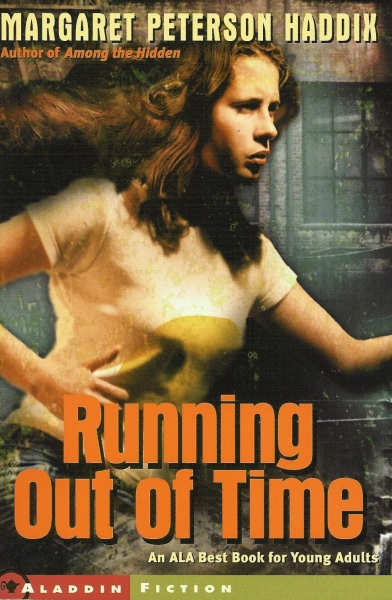 MARGARET PETERSON HADDIX
Author of Among the Hidden
Running
Out of Time
An ALA Best Book for Young Adults
ALADDIN FICTION